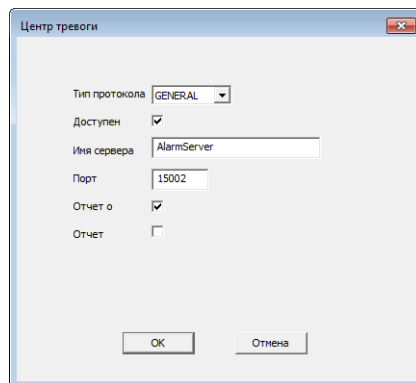 Центр тревоги
Тип протокола GENERAL
Доступен
Имя сервера AlarmServer
Порт 15002
Отчет о
Отчет
OK Отмена